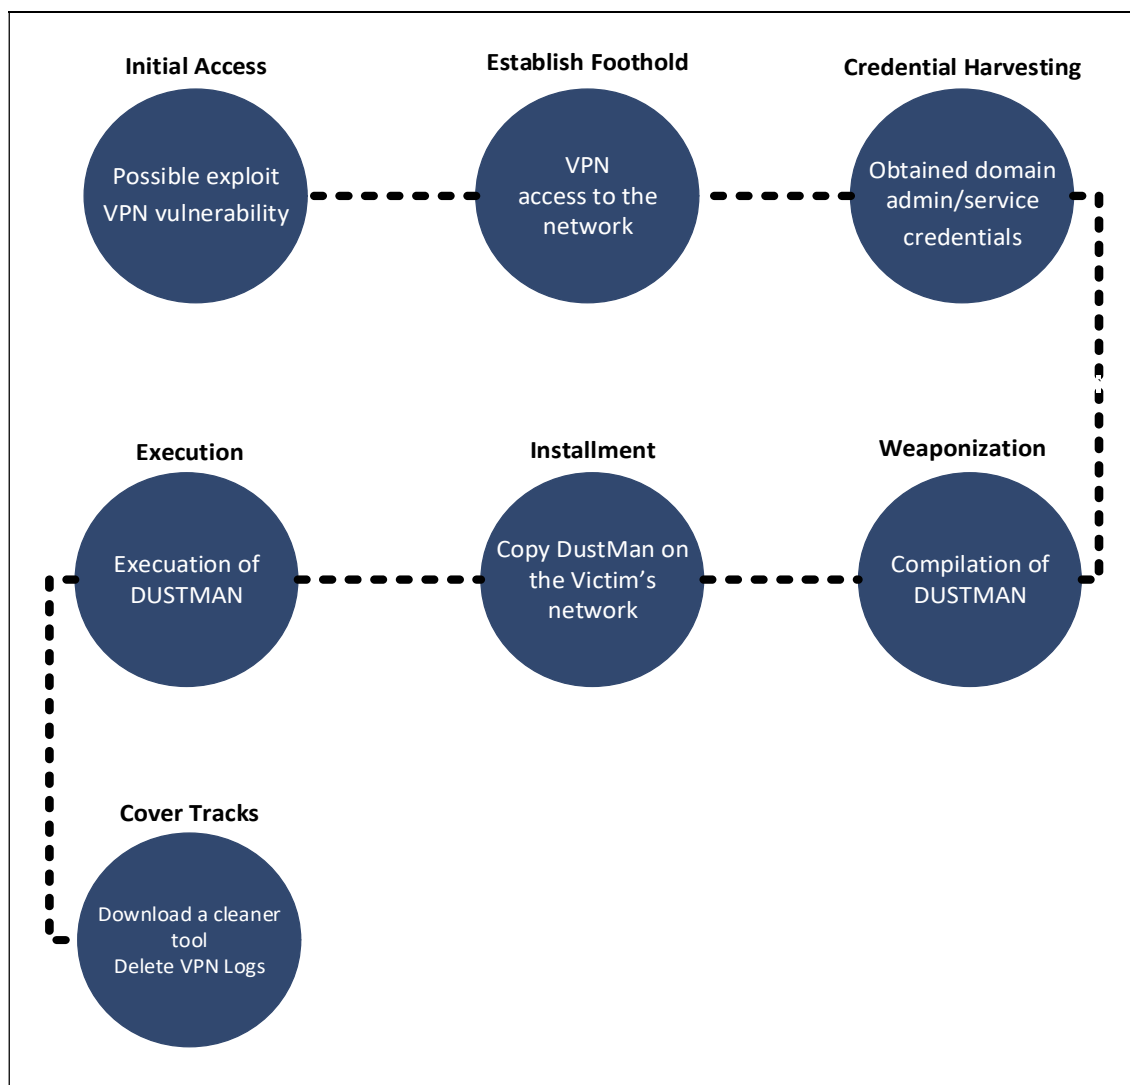 Initial Access
Possible exploit
VPN vulnerability
Establish Foothold
VPN
access to the
network
Credential Harvesting
Obtained domain
admin/service
credentials
Weaponization
Compilation of
DUSTMAN
Installment
Copy DustMan on
the Victim's
network
Execution
Execuation of
DUSTMAN
Cover Tracks
Download a cleaner
tool
Delete VPN Logs